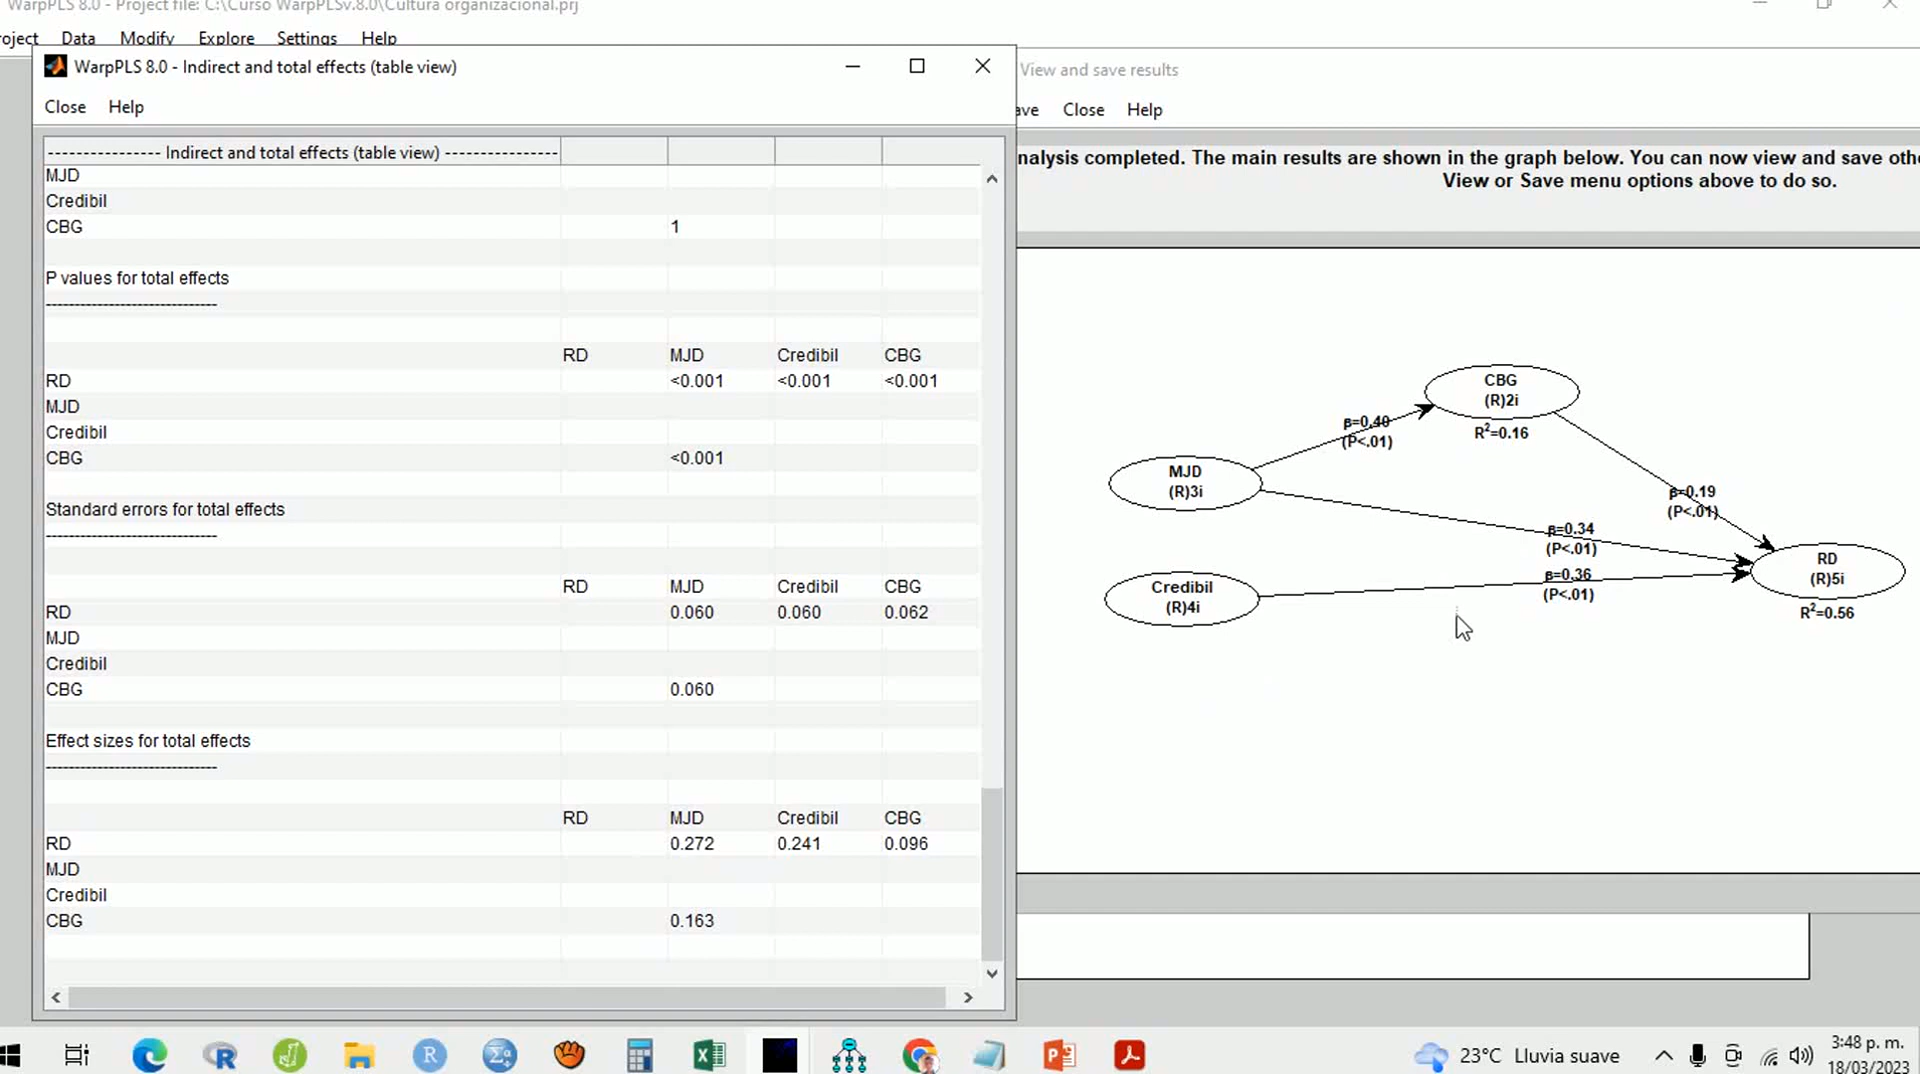 WarpPLS 8.0 - Project file: C:\Curso WarpPLSv.8.0\Cultura organizacional.prj
roject Data Modify Explore Settings Help
WarpPLS 8.0 - Indirect and total effects (table view)
Close Help
---------------- Indirect and total effects (table view) ----------------
MJD
Credibil
CBG 1
P values for total effects
------------------------------
RD MJD Credibil CBG
RD <0.001 <0.001 <0.001
MJD
Credibil
CBG <0.001
Standard errors for total effects
------------------------------
RD MJD Credibil CBG
RD 0.060 0.060 0.062
MJD
Credibil
CBG 0.060
Effect sizes for total effects
------------------------------
RD MJD Credibil CBG
RD 0.272 0.241 0.096
MJD
Credibil
CBG 0.163
View and save results
ave Close Help
nalysis completed. The main results are shown in the graph below. You can now view and save othe
View or Save menu options above to do so.
CBG
(R)2i
R²=0.16
β=0.40
(P<.01)
MJD
(R)3i
β=0.19
(P<.01)
β=0.34
(P<.01)
RD
(R)5i
R²=0.56
β=0.36
(P<.01)
Credibil
(R)4i
23°C Lluvia suave
3:48 p. m.
18/03/2023